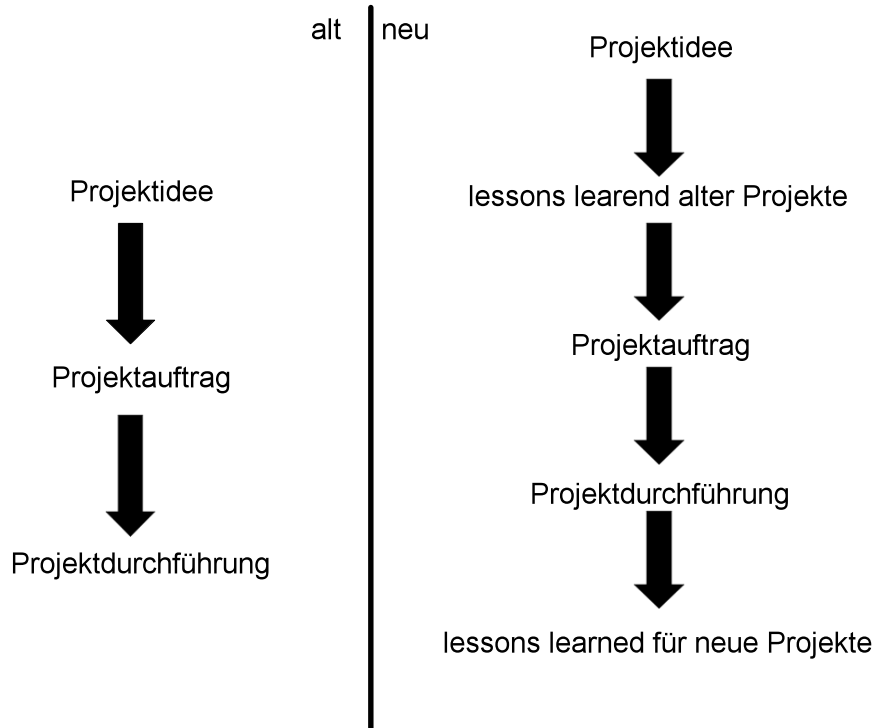 alt
Projektidee
Projektauftrag
Projektdurchführung
neu
Projektidee
lessons learend alter Projekte
Projektauftrag
Projektdurchführung
lessons learned für neue Projekte